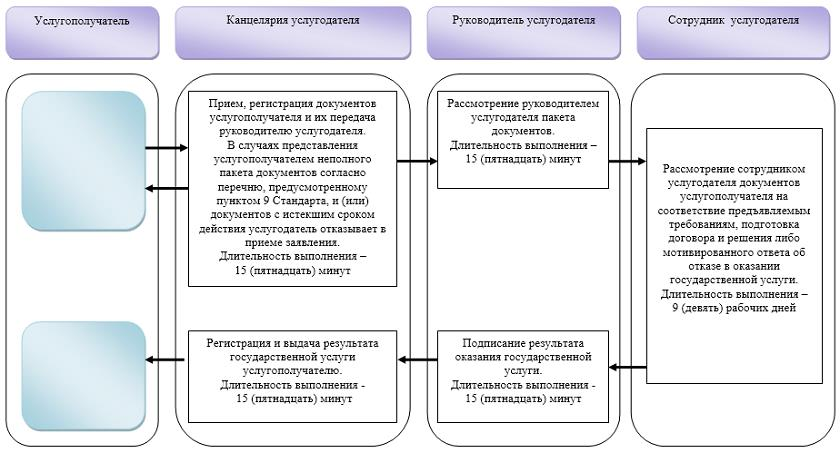 Услугополучатель
Канцелярия услугодателя
Руководитель услугодателя
Сотрудник услугодателя
Прием, регистрация документов
услугополучателя и их передача
руководителю услугодателя.
В случаях представления
услугополучателем неполного
пакета документов согласно
перечню, предусмотренному
пунктом 9 Стандарта, и (или)
документов с истекшим сроком
действия услугодатель отказывает в
приеме заявления.
Длительность выполнения –
15 (пятнадцать) минут
Рассмотрение руководителем
услугодателя пакета
документов.
Длительность выполнения –
15 (пятнадцать) минут
Рассмотрение сотрудником
услугодателя документов
услугополучателя на
соответствие предъявляемым
требованиям, подготовка
договора и решения либо
мотивированного ответа об
отказе в оказании
государственной услуги.
Длительность выполнения –
9 (девять) рабочих дней
Регистрация и выдача результата
государственной услуги
услугополучателю.
Длительность выполнения -
15 (пятнадцать) минут
Подписание результата
оказания государственной
услуги.
Длительность выполнения -
15 (пятнадцать) минут